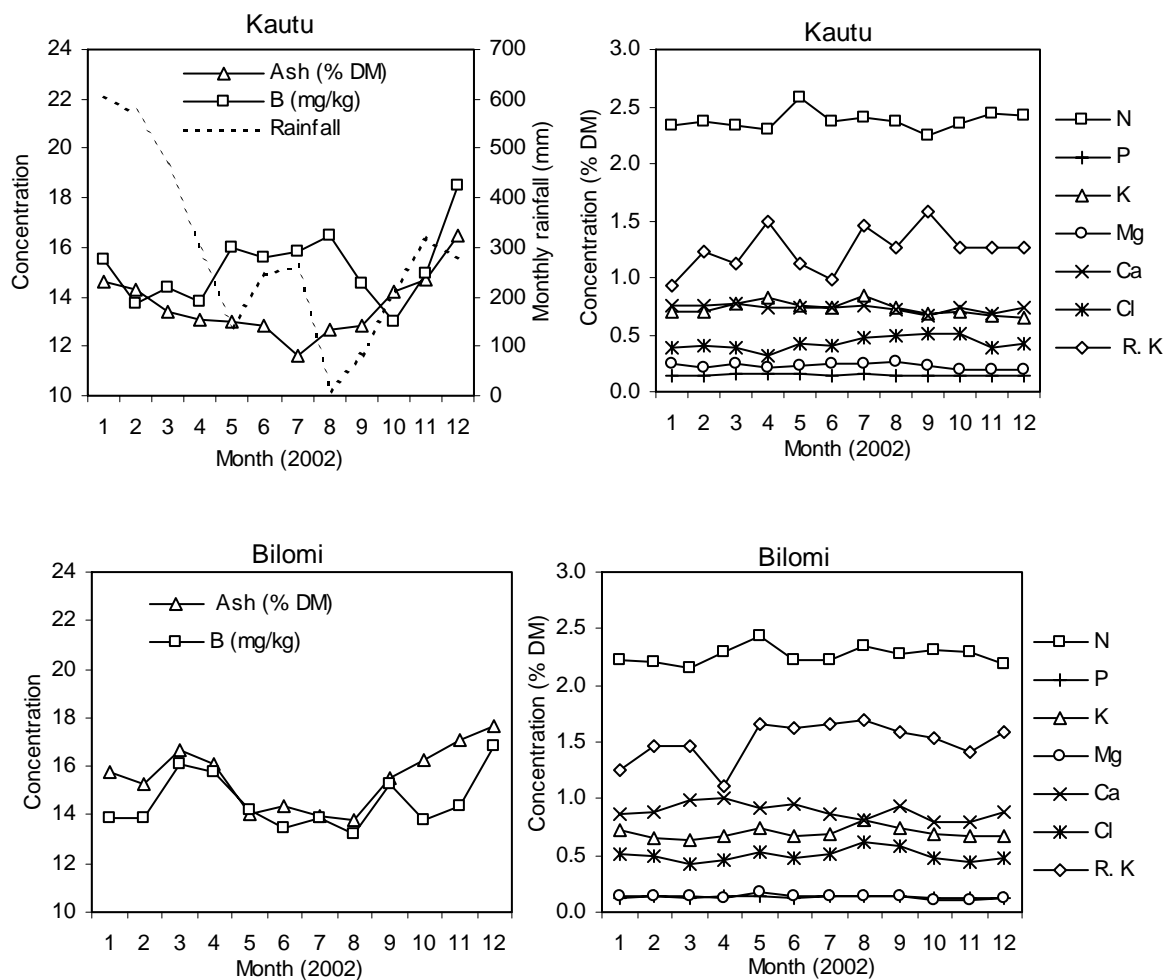 Kautu
24
22
20
18
16
14
12
10
Concentration
Ash (% DM)
B (mg/kg)
Rainfall
700
600
500
400
300
200
100
0
Monthly rainfall (mm)
1 2 3 4 5 6 7 8 9 10 11 12
Month (2002)
Kautu
3.0
2.5
2.0
1.5
1.0
0.5
0.0
Concentration (% DM)
1 2 3 4 5 6 7 8 9 10 11 12
Month (2002)
N
P
K
Mg
Ca
Cl
R. K
Bilomi
24
22
20
18
16
14
12
10
Concentration
Ash (% DM)
B (mg/kg)
1 2 3 4 5 6 7 8 9 10 11 12
Month (2002)
Bilomi
3.0
2.5
2.0
1.5
1.0
0.5
0.0
Concentration (% DM)
1 2 3 4 5 6 7 8 9 10 11 12
Month (2002)
N
P
K
Mg
Ca
Cl
R. K